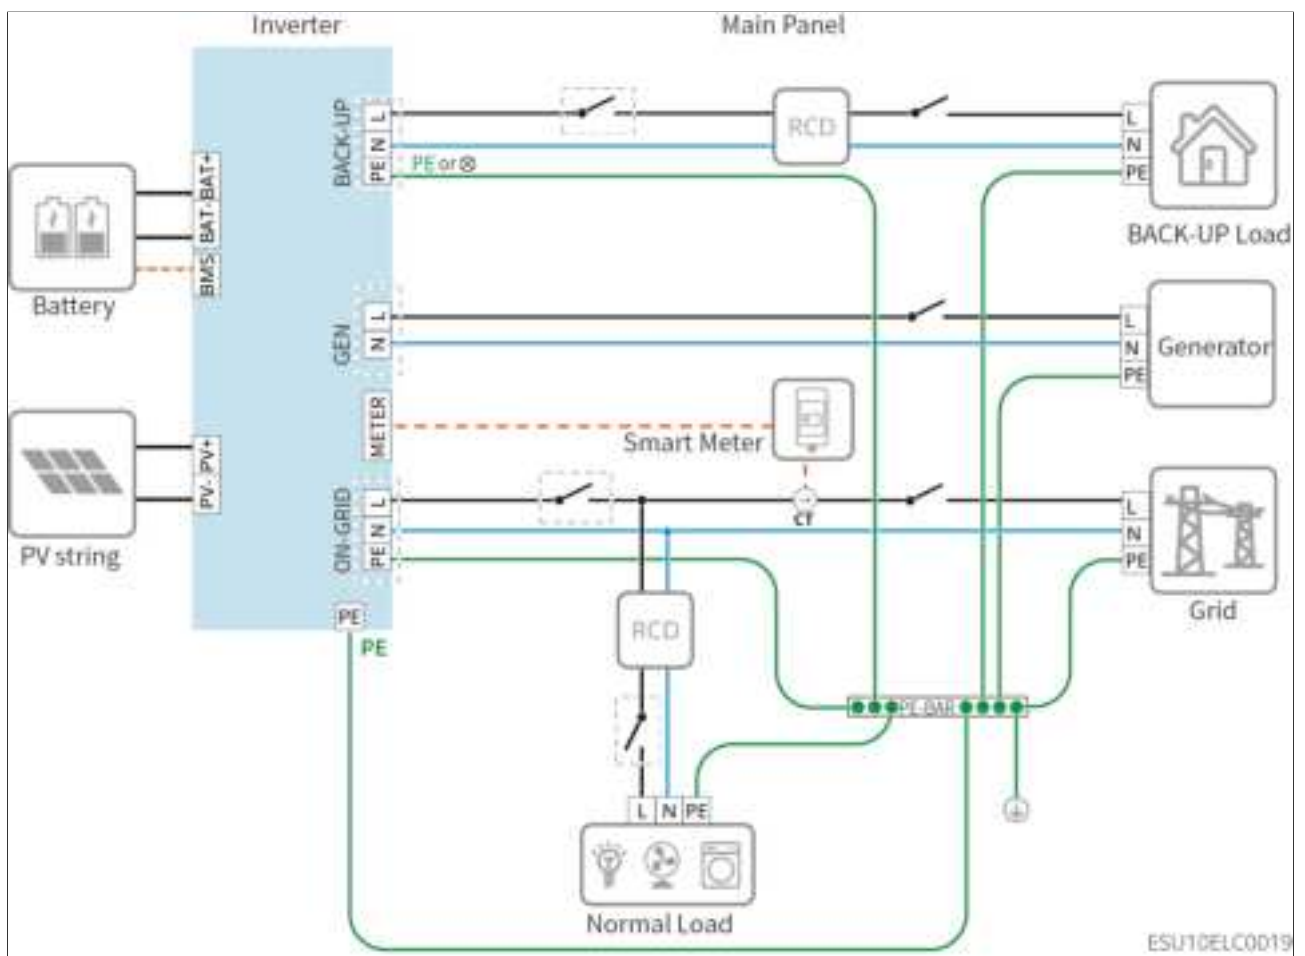 Inverter
Main Panel
BACK-UP
L
N
PE
PE or ⊗
RCD
L
N
PE
BACK-UP Load
BAT+
BAT-
BMS
Battery
GEN
L
N
L
N
PE
Generator
METER
Smart Meter
PV+
PV-
PV string
ON-GRID
L
N
PE
CT
L
N
PE
Grid
PE
PE
RCD
PE-BAR
L
N
PE
Normal Load
ESU10ELC0019